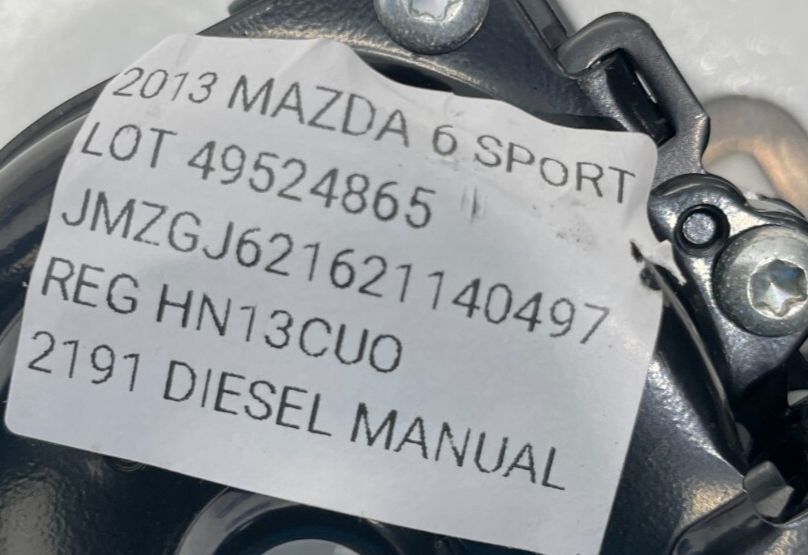 2013 MAZDA 6 SPORT
LOT 49524865
JMZGJ621621140497
REG HN13CUO
2191 DIESEL MANUAL